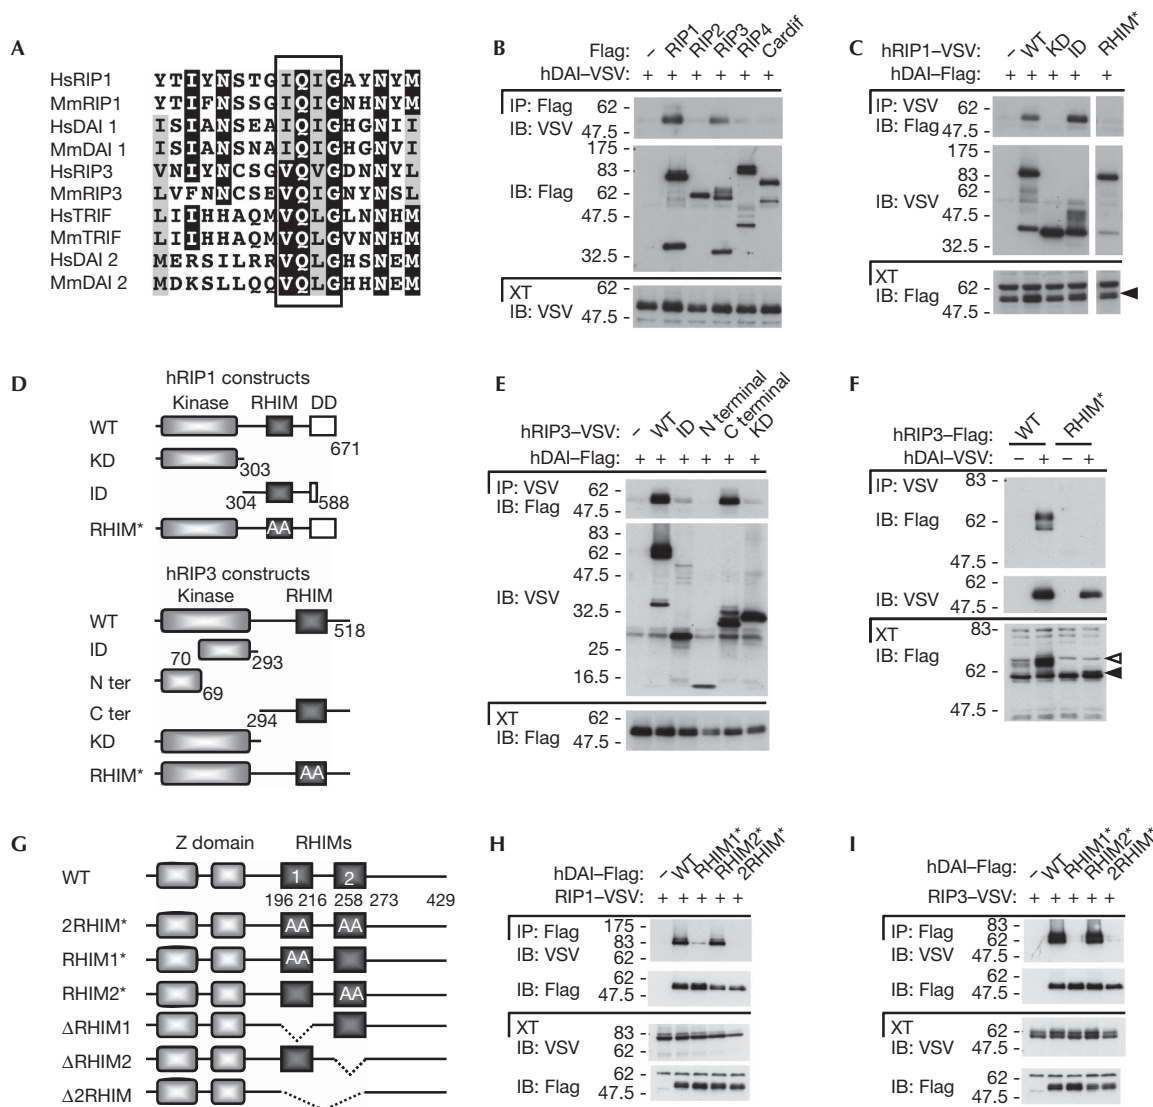 A
HsRIP1 YTIYNSTGIQIGAYNYM
MmRIP1 YTIFNSSGIQIGNHNYM
HsDAI 1 ISIANSEAIQIGHGNII
MmDAI 1 ISIANSNAIQIGHGNVI
HsRIP3 VNIYNCSGVQVGDNNYL
MmRIP3 LVFNNCSEVQIGNYNSL
HsTRIF LIIHHAQMVQLGLNNHM
MmTRIF LIIHHAQMVQLGVNNHM
HsDAI 2 MERSILRRVQLGHSNEM
MmDAI 2 MDKSLLQQVQLGHHNEM
B
Flag: – RIP1 RIP2 RIP3 RIP4 Cardif
hDAI–VSV: + + + + + +
IP: Flag 62 -
IB: VSV 47.5 -
175 -
83 -
IB: Flag 62 -
47.5 -
32.5 -
XT 62 -
IB: VSV 47.5 -
C
hRIP1–VSV: – WT KD ID RHIM*
hDAI–Flag: + + + + +
IP: VSV 62 -
IB: Flag 47.5 -
175 -
83 -
62 -
IB: VSV
47.5 -
32.5 -
XT 62 -
IB: Flag 47.5 -
D
hRIP1 constructs
Kinase RHIM DD
WT 671
KD 303
ID 304 588
RHIM* AA
hRIP3 constructs
Kinase RHIM
WT 518
ID 70 293
N ter 69
C ter 294
KD
RHIM* AA
E
hRIP3–VSV: – WT ID N terminal C terminal KD
hDAI–Flag: + + + + + +
IP: VSV 62 -
IB: Flag 47.5 -
83 -
62 -
47.5 -
IB: VSV 32.5 -
25 -
16.5 -
XT 62 -
IB: Flag 47.5 -
F
hRIP3–Flag: WT RHIM*
hDAI–VSV: – + – +
IP: VSV 83 -
IB: Flag 62 -
47.5 -
IB: VSV 62 -
47.5 -
XT 83-
IB: Flag
62 -
47.5 -
G
Z domain RHIMs
WT 1 2
196 216 258 273 429
2RHIM* AA AA
RHIM1* AA
RHIM2* AA
ΔRHIM1
ΔRHIM2
Δ2RHIM
H
hDAI–Flag: – WT RHIM1* RHIM2* 2RHIM*
RIP1–VSV: + + + + +
175 -
IP: Flag 83 -
IB: VSV 62 -
IB: Flag 62 -
47.5 -
XT 83 -
IB: VSV 62 -
IB: Flag 62 -
47.5 -
I
hDAI–Flag: – WT RHIM1* RHIM2* 2RHIM*
RIP3–VSV: + + + + +
83 -
IP: Flag 62 -
IB: VSV 47.5 -
IB: Flag 62 -
47.5 -
XT 62 -
IB: VSV 47.5 -
IB: Flag 62 -
47.5 -